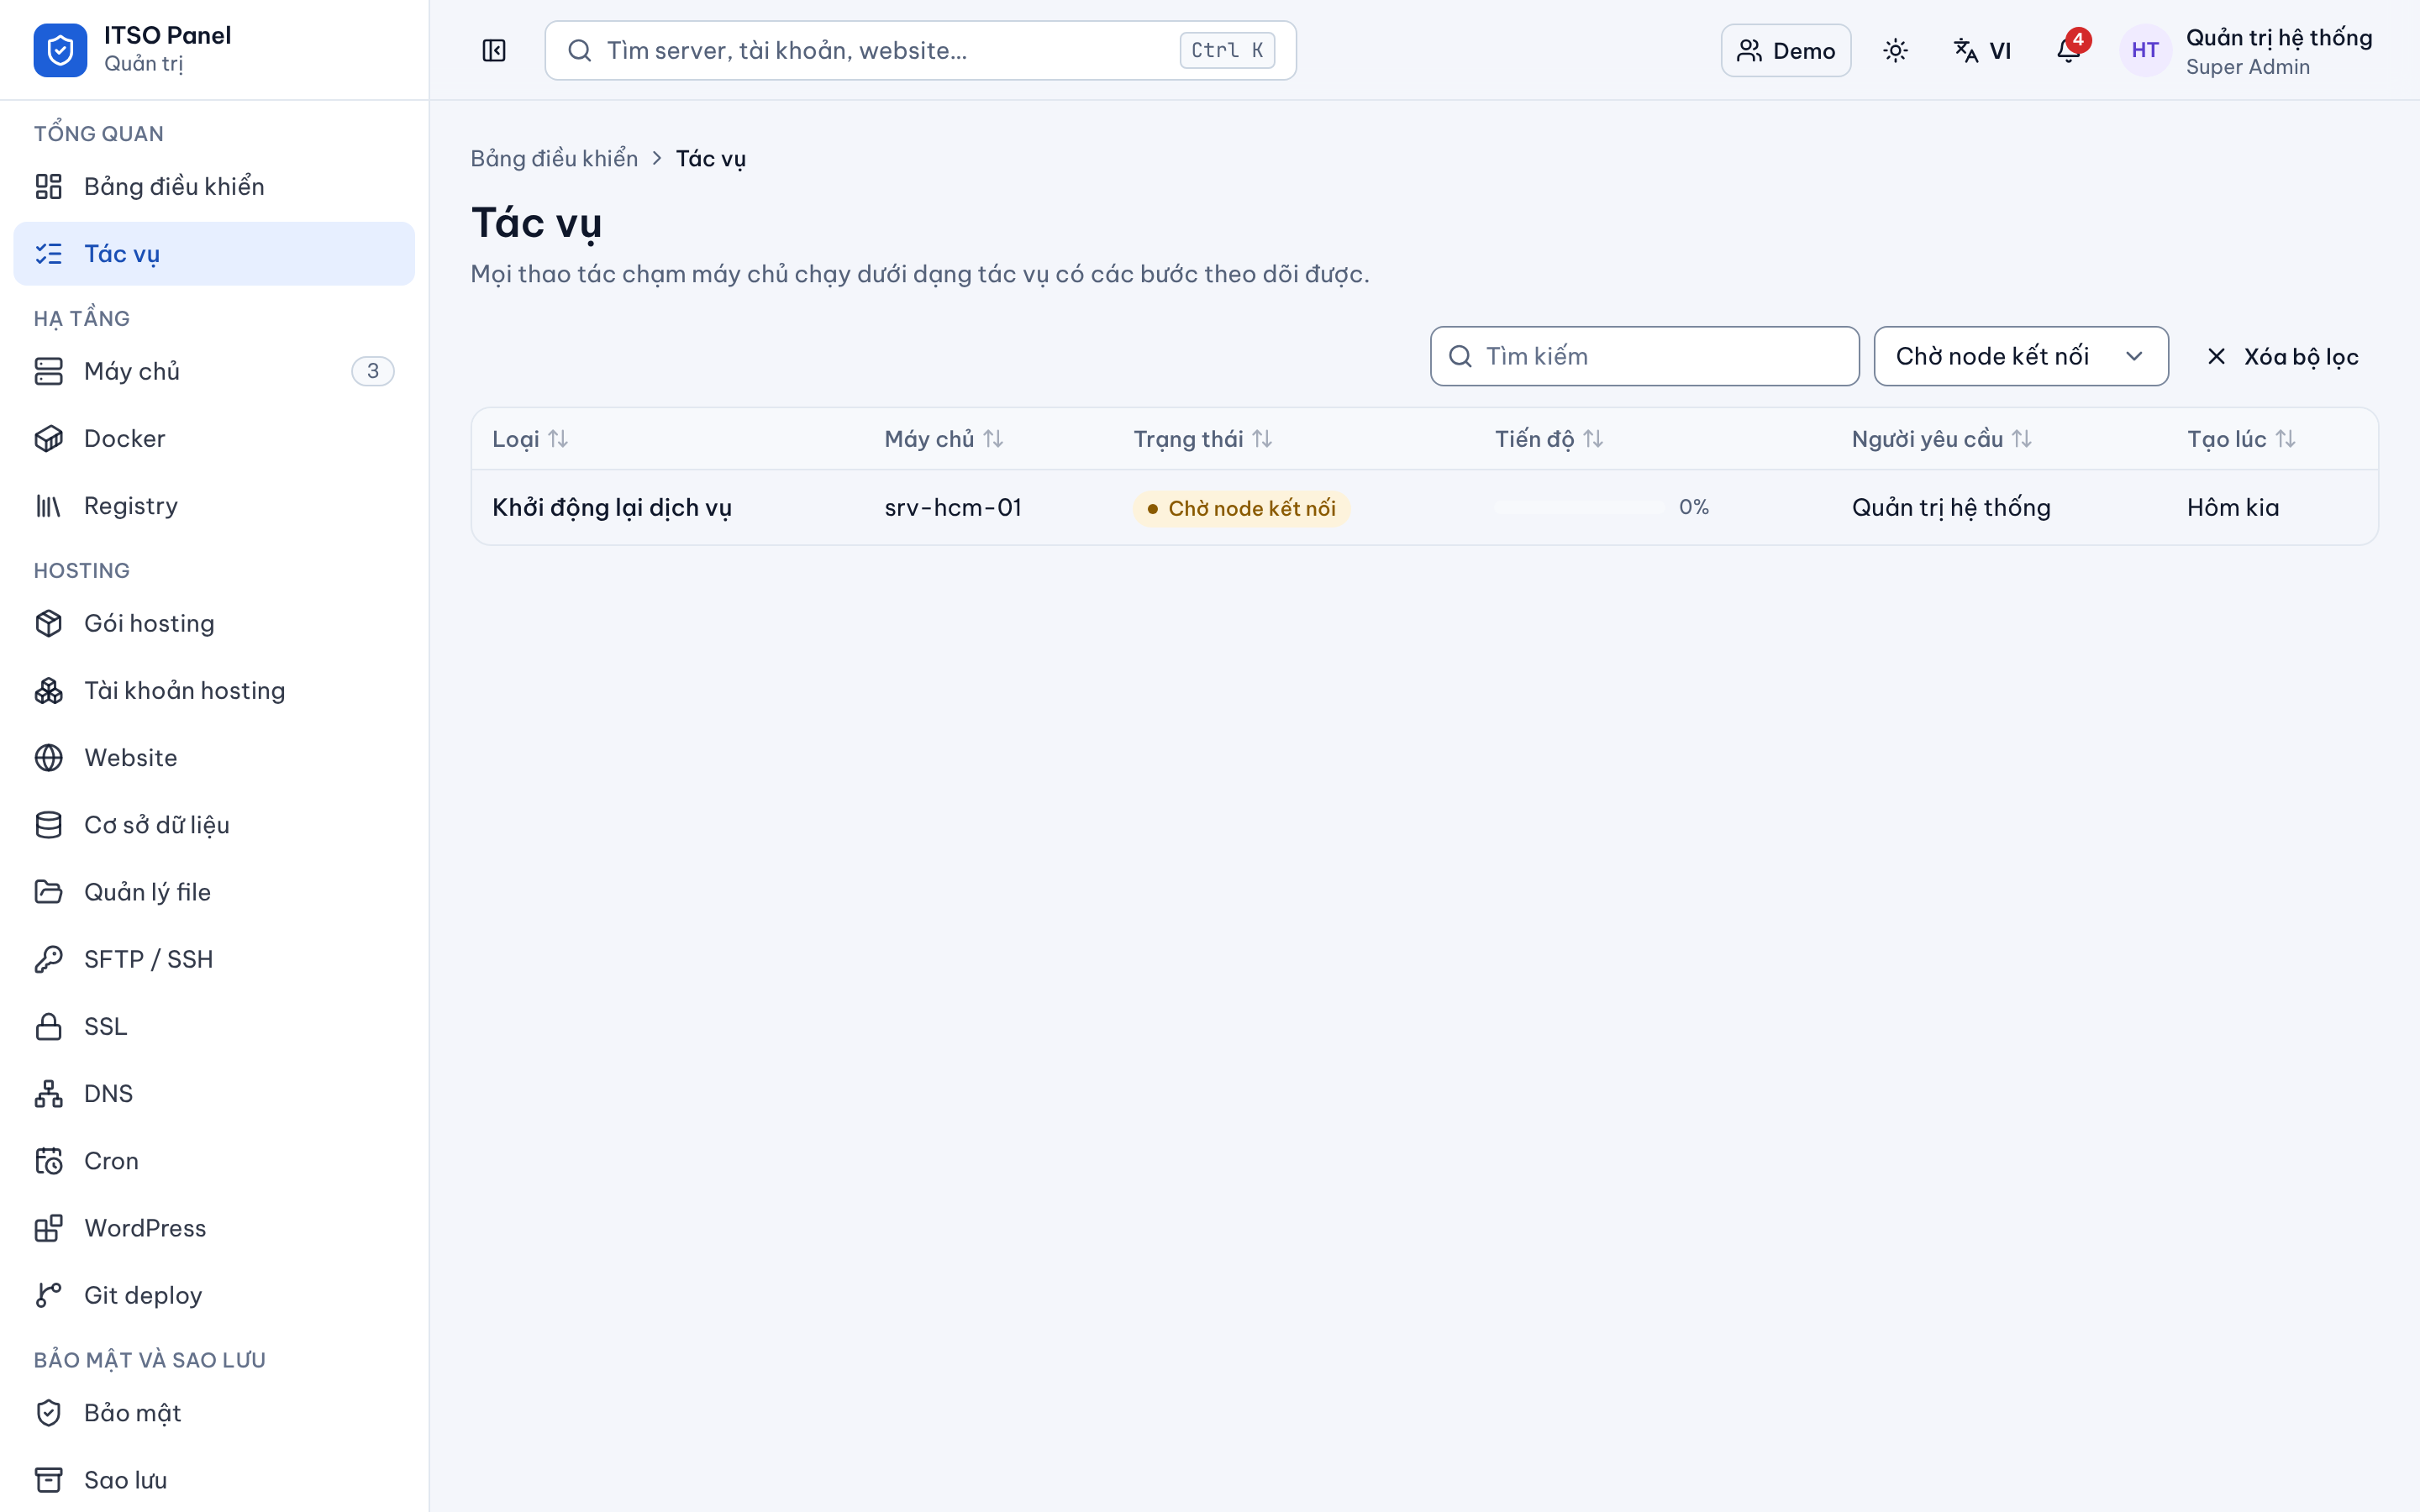 ITSO Panel
Quản trị
Tìm server, tài khoản, website...
Ctrl K
Demo
VI
4
HT
Quản trị hệ thống
Super Admin
TỔNG QUAN
Bảng điều khiển
Tác vụ
HẠ TẦNG
Máy chủ
3
Docker
Registry
HOSTING
Gói hosting
Tài khoản hosting
Website
Cơ sở dữ liệu
Quản lý file
SFTP / SSH
SSL
DNS
Cron
WordPress
Git deploy
BẢO MẬT VÀ SAO LƯU
Bảo mật
Sao lưu
Bảng điều khiển > Tác vụ
Tác vụ
Mọi thao tác chạm máy chủ chạy dưới dạng tác vụ có các bước theo dõi được.
Tìm kiếm
Chờ node kết nối
Xóa bộ lọc
Loại Máy chủ Trạng thái Tiến độ Người yêu cầu Tạo lúc
Khởi động lại dịch vụ srv-hcm-01 Chờ node kết nối 0% Quản trị hệ thống Hôm kia